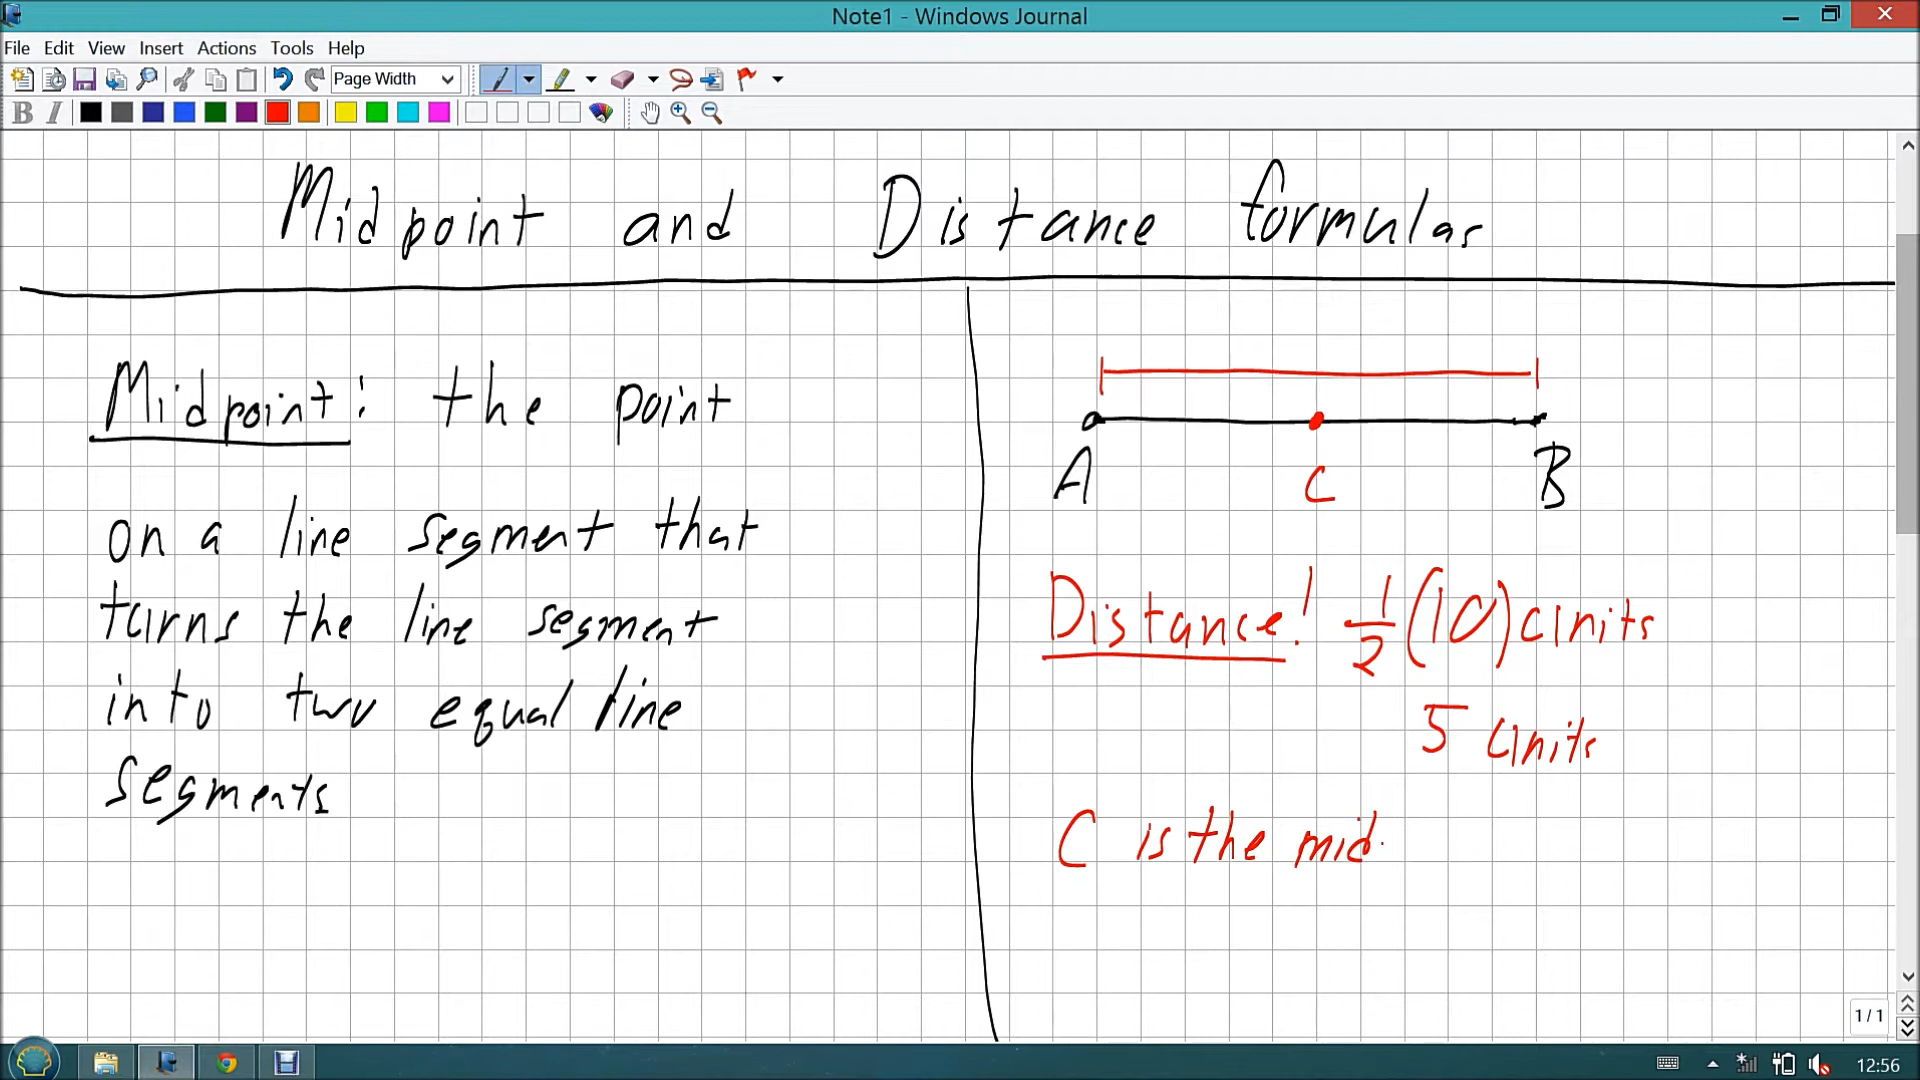 Note1 - Windows Journal
File Edit View Insert Actions Tools Help
Page Width
B I
Midpoint and Distance formulas
Midpoint: the point
on a line segment that
turns the line segment
into two equal line
segments
A C B
Distance: 1/2 (10) units
5 units
C is the mid
1 / 1
12:56